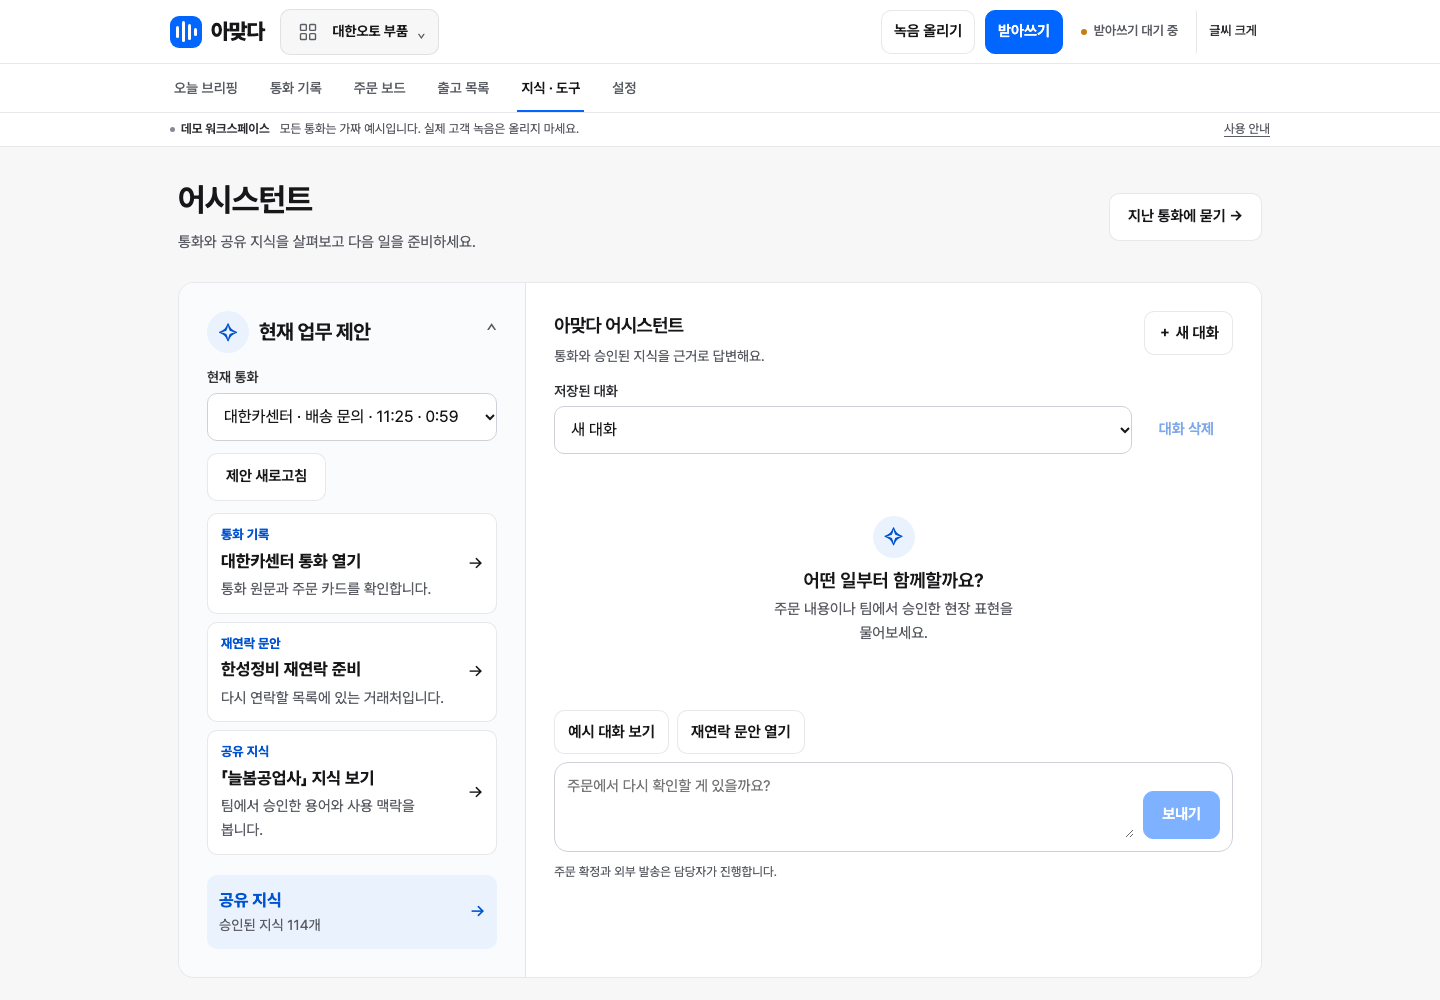 아맞다
대한오토 부품
녹음 올리기
받아쓰기
받아쓰기 대기 중
글씨 크게
오늘 브리핑
통화 기록
주문 보드
출고 목록
지식 · 도구
설정
데모 워크스페이스 모든 통화는 가짜 예시입니다. 실제 고객 녹음은 올리지 마세요.
사용 안내
어시스턴트
통화와 공유 지식을 살펴보고 다음 일을 준비하세요.
지난 통화에 묻기 →
현재 업무 제안
현재 통화
대한카센터 · 배송 문의 · 11:25 · 0:59
제안 새로고침
통화 기록
대한카센터 통화 열기
통화 원문과 주문 카드를 확인합니다.
재연락 문안
한성정비 재연락 준비
다시 연락할 목록에 있는 거래처입니다.
공유 지식
「늘봄공업사」 지식 보기
팀에서 승인한 용어와 사용 맥락을
봅니다.
공유 지식
승인된 지식 114개
아맞다 어시스턴트
통화와 승인된 지식을 근거로 답변해요.
+ 새 대화
저장된 대화
새 대화
대화 삭제
어떤 일부터 함께할까요?
주문 내용이나 팀에서 승인한 현장 표현을
물어보세요.
예시 대화 보기
재연락 문안 열기
주문에서 다시 확인할 게 있을까요?
보내기
주문 확정과 외부 발송은 담당자가 진행합니다.